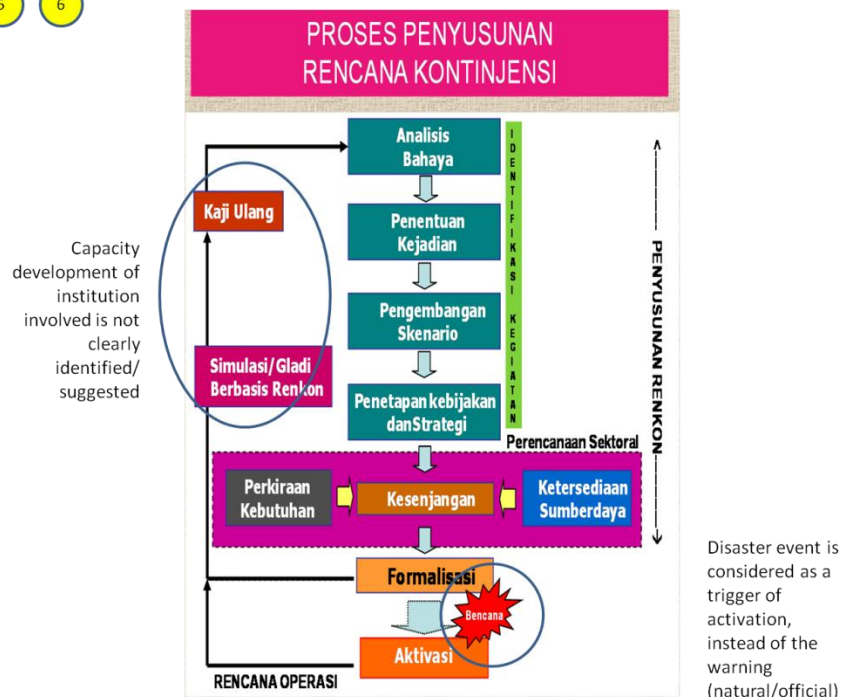 5 6
PROSES PENYUSUNAN
RENCANA KONTINJENSI
Analisis
Bahaya
IDENTIFIKASI KEGIATAN
Kaji Ulang
Penentuan
Kejadian
Capacity
development of
institution
involved is not
clearly
identified/
suggested
Pengembangan
Skenario
<---------- PENYUSUNAN RENKON---------->
Simulasi/Gladi
Berbasis Renkon
Penetapan kebijakan
danStrategi
Perencanaan Sektoral
Perkiraan
Kebutuhan
Kesenjangan
Ketersediaan
Sumberdaya
Formalisasi
Bencana
Aktivasi
RENCANA OPERASI
Disaster event is
considered as a
trigger of
activation,
instead of the
warning
(natural/official)